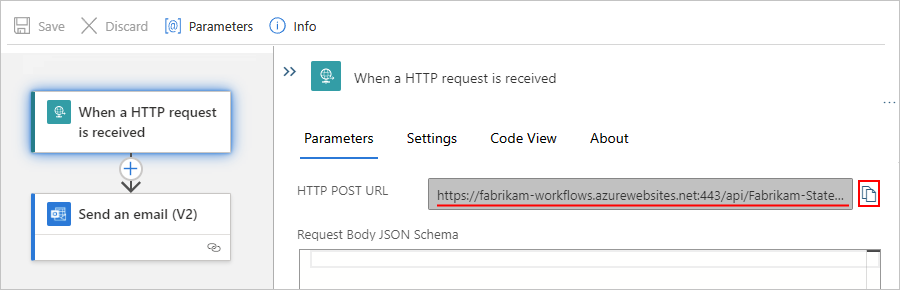 Save Discard Parameters Info
When a HTTP request
is received
Send an email (V2)
When a HTTP request is received
Parameters Settings Code View About
HTTP POST URL https://fabrikam-workflows.azurewebsites.net:443/api/Fabrikam-State...
Request Body JSON Schema